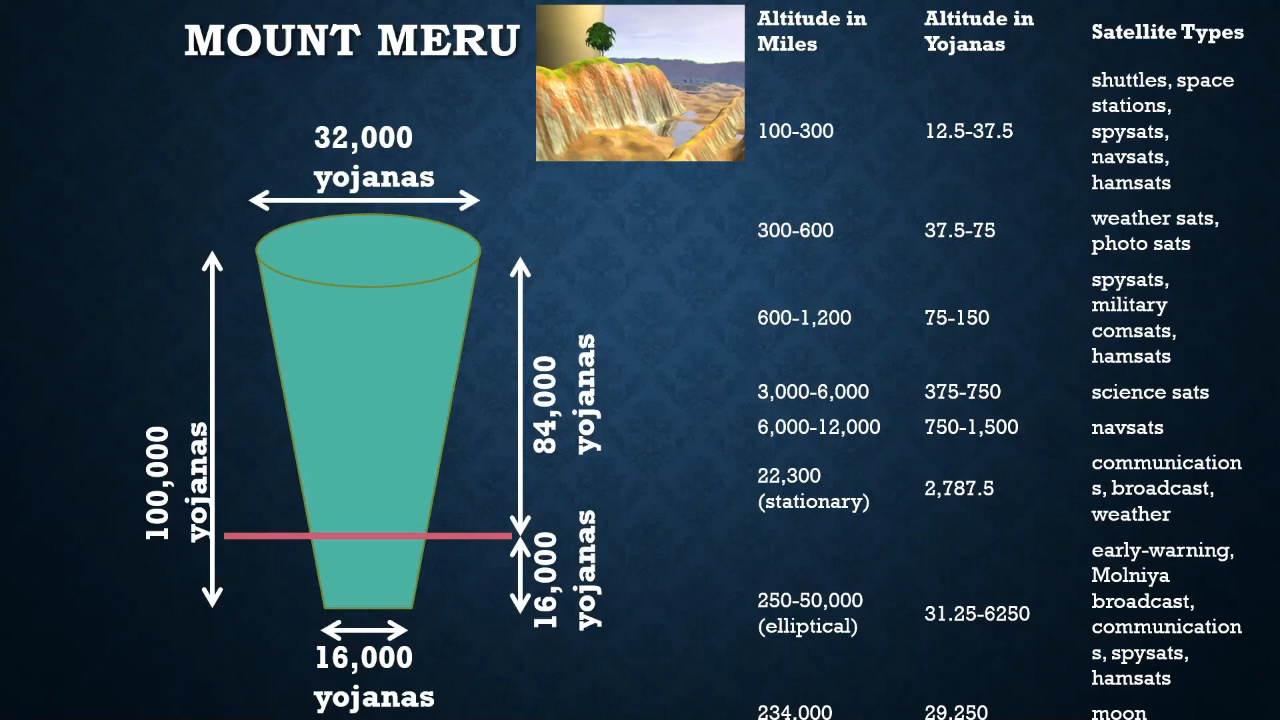 MOUNT MERU
32,000
yojanas
100,000
yojanas
84,000
yojanas
16,000
yojanas
16,000
yojanas
Altitude in
Miles
Altitude in
Yojanas
Satellite Types
100-300
12.5-37.5
shuttles, space
stations,
spysats,
navsats,
hamsats
300-600
37.5-75
weather sats,
photo sats
600-1,200
75-150
spysats,
military
comsats,
hamsats
3,000-6,000
375-750
science sats
6,000-12,000
750-1,500
navsats
22,300
(stationary)
2,787.5
communication
s, broadcast,
weather
250-50,000
(elliptical)
31.25-6250
early-warning,
Molniya
broadcast,
communication
s, spysats,
hamsats
234,000
29,250
moon